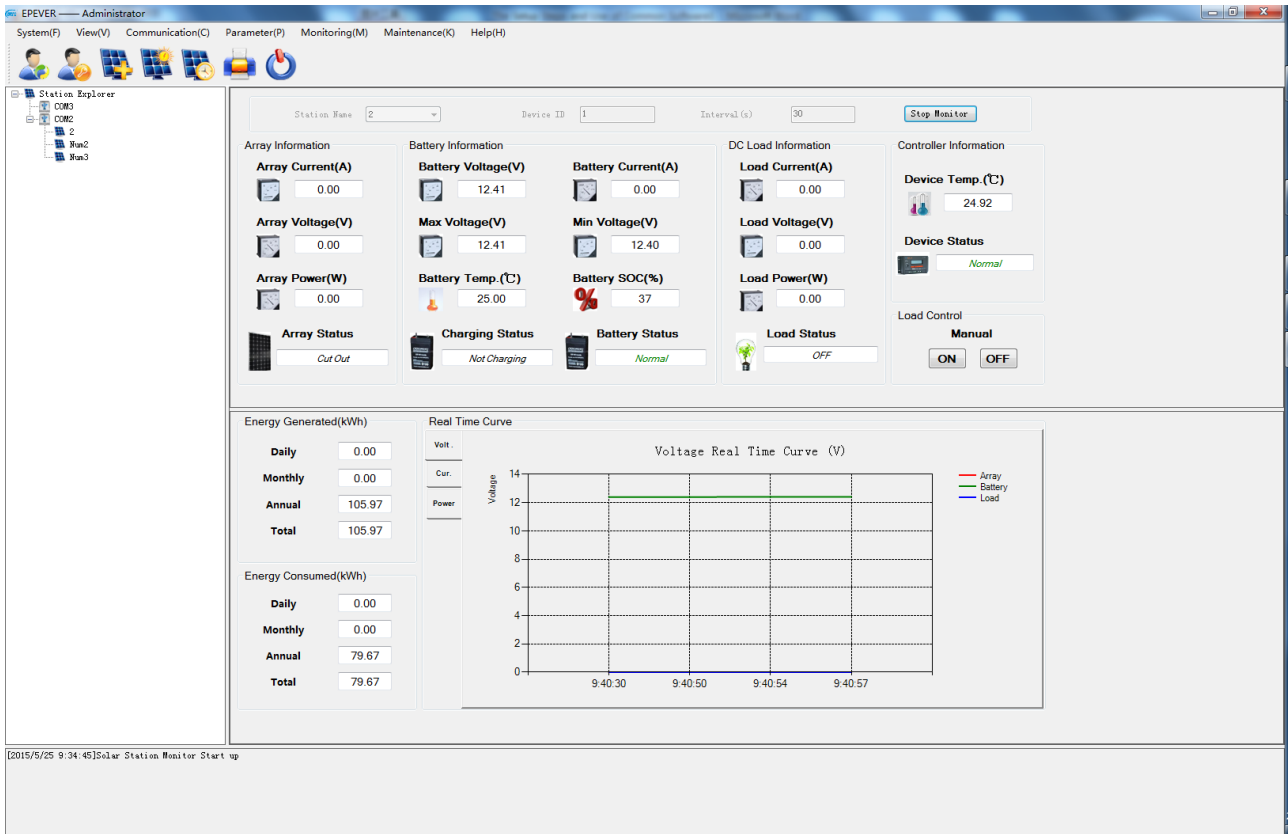 EPEVER —— Administrator
System(F) View(V) Communication(C) Parameter(P) Monitoring(M) Maintenance(K) Help(H)
Station Explorer
COM3
COM2
2
Num2
Num3
Station Name 2 Device ID 1 Interval(s) 30 Stop Monitor
Array Information
Array Current(A)
0.00
Array Voltage(V)
0.00
Array Power(W)
0.00
Array Status
Cut Out
Battery Information
Battery Voltage(V) Battery Current(A)
12.41 0.00
Max Voltage(V) Min Voltage(V)
12.41 12.40
Battery Temp.(℃) Battery SOC(%)
25.00 % 37
Charging Status Battery Status
Not Charging Normal
DC Load Information
Load Current(A)
0.00
Load Voltage(V)
0.00
Load Power(W)
0.00
Load Status
OFF
Controller Information
Device Temp.(℃)
24.92
Device Status
Normal
Load Control
Manual
ON OFF
Energy Generated(kWh)
Daily 0.00
Monthly 0.00
Annual 105.97
Total 105.97
Energy Consumed(kWh)
Daily 0.00
Monthly 0.00
Annual 79.67
Total 79.67
Real Time Curve
Volt.
Cur.
Power
Voltage Real Time Curve (V)
Voltage
14
12
10
8
6
4
2
0
9:40:30 9:40:50 9:40:54 9:40:57
Array
Battery
Load
[2015/5/25 9:34:45]Solar Station Monitor Start up